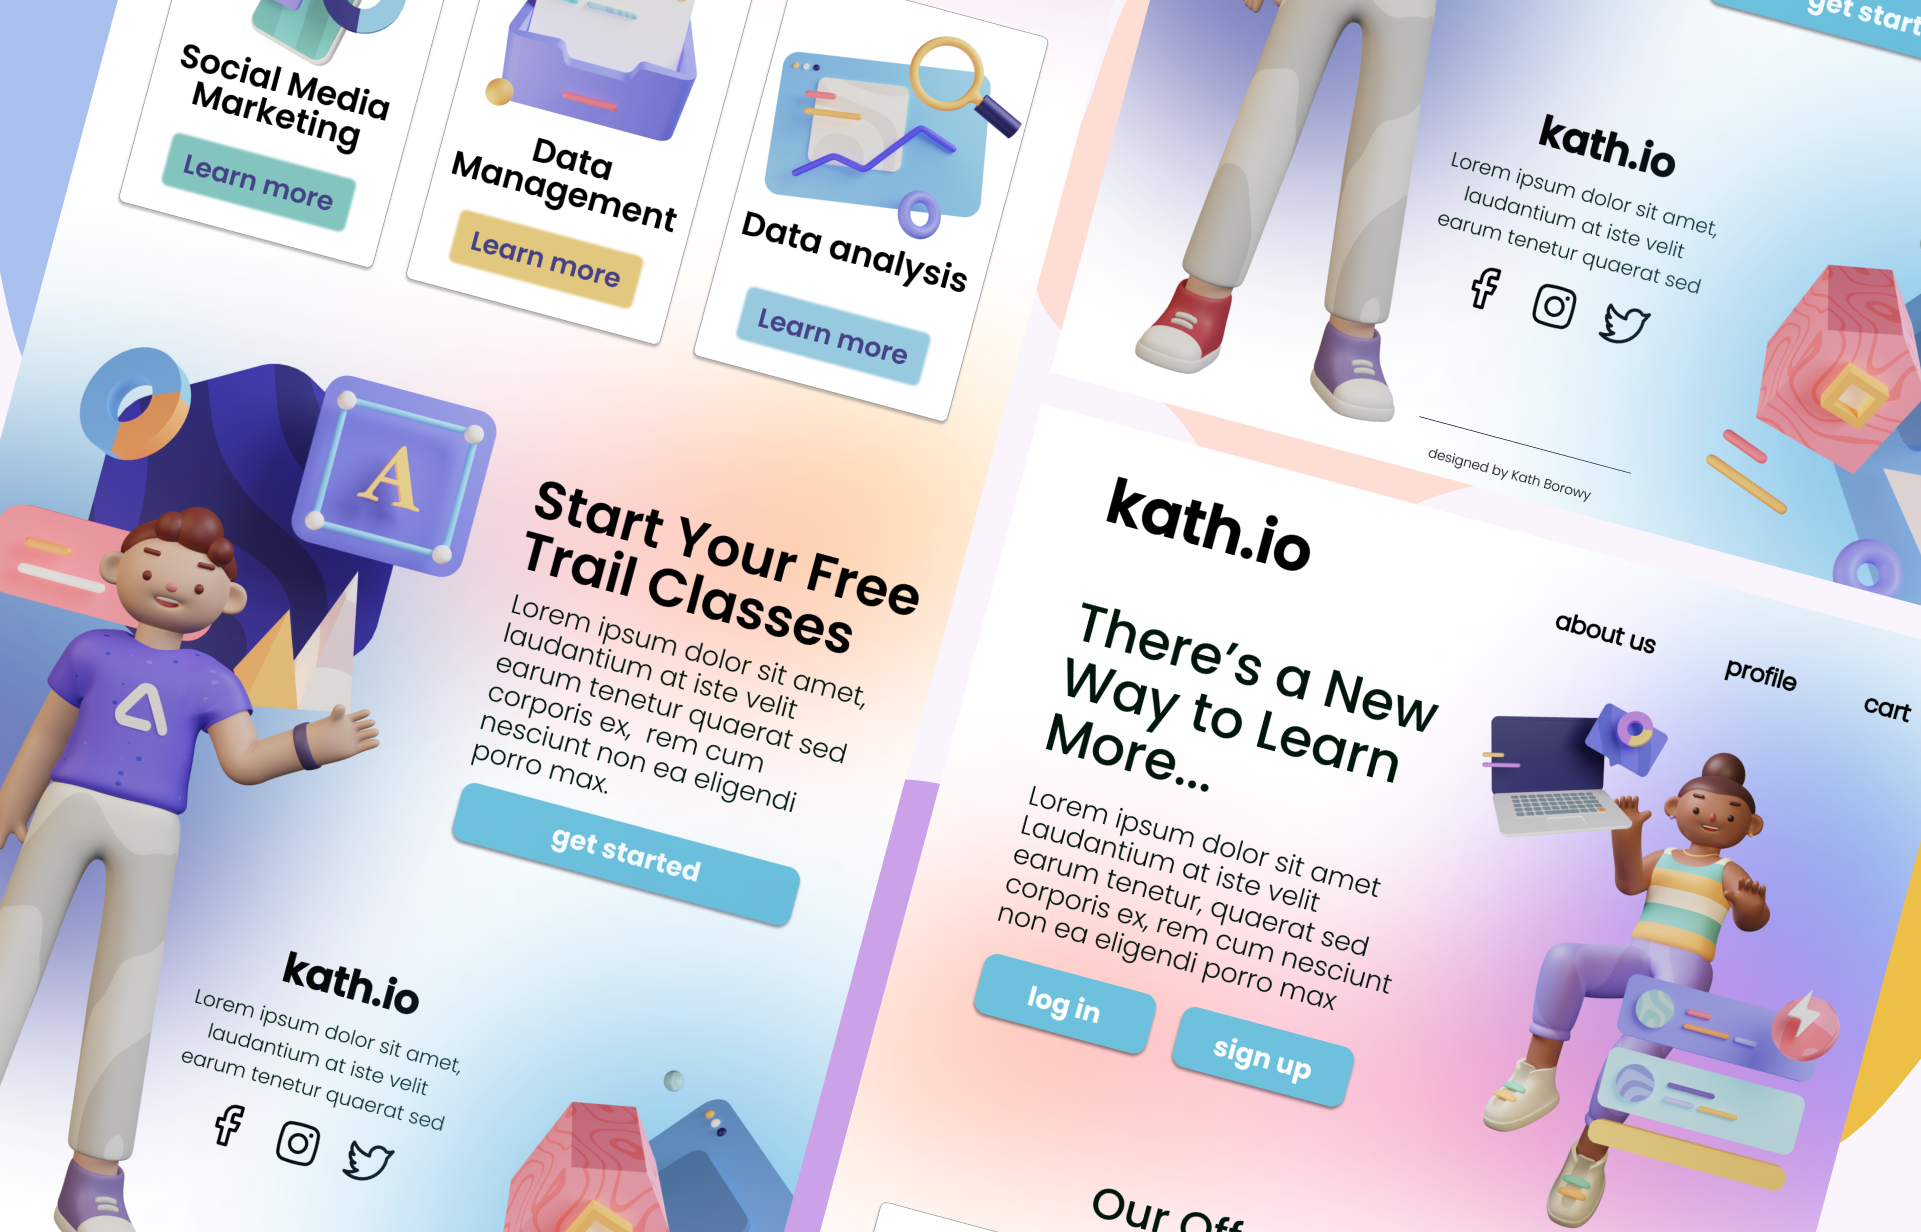 Social Media
Marketing
Learn more
Data
Management
Learn more
Data analysis
Learn more
A
Start Your Free
Trail Classes
Lorem ipsum dolor sit amet,
laudantium at iste velit
earum tenetur quaerat sed
corporis ex, rem cum
nesciunt non ea eligendi
porro max.
get started
kath.io
Lorem ipsum dolor sit amet,
laudantium at iste velit
earum tenetur quaerat sed
get start
kath.io
Lorem ipsum dolor sit amet,
laudantium at iste velit
earum tenetur quaerat sed
designed by Kath Borowy
kath.io
about us
profile
cart
There's a New
Way to Learn
More...
Lorem ipsum dolor sit amet
Laudantium at iste velit
earum tenetur, quaerat sed
corporis ex, rem cum nesciunt
non ea eligendi porro max
log in
sign up
Our Off